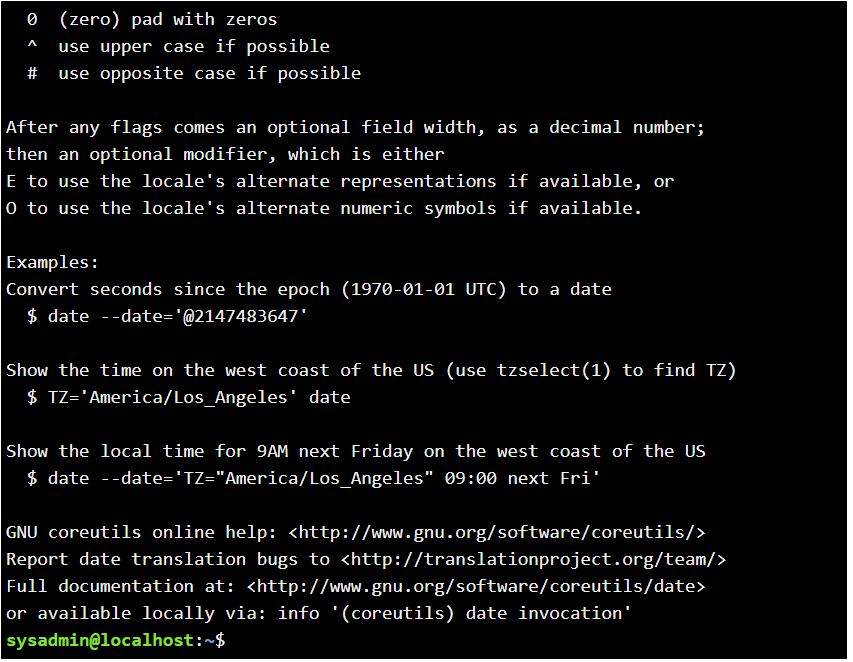 0  (zero) pad with zeros
  ^  use upper case if possible
  #  use opposite case if possible

After any flags comes an optional field width, as a decimal number;
then an optional modifier, which is either
E to use the locale's alternate representations if available, or
O to use the locale's alternate numeric symbols if available.

Examples:
Convert seconds since the epoch (1970-01-01 UTC) to a date
  $ date --date='@2147483647'

Show the time on the west coast of the US (use tzselect(1) to find TZ)
  $ TZ='America/Los_Angeles' date

Show the local time for 9AM next Friday on the west coast of the US
  $ date --date='TZ="America/Los_Angeles" 09:00 next Fri'

GNU coreutils online help: <http://www.gnu.org/software/coreutils/>
Report date translation bugs to <http://translationproject.org/team/>
Full documentation at: <http://www.gnu.org/software/coreutils/date>
or available locally via: info '(coreutils) date invocation'
sysadmin@localhost:~$